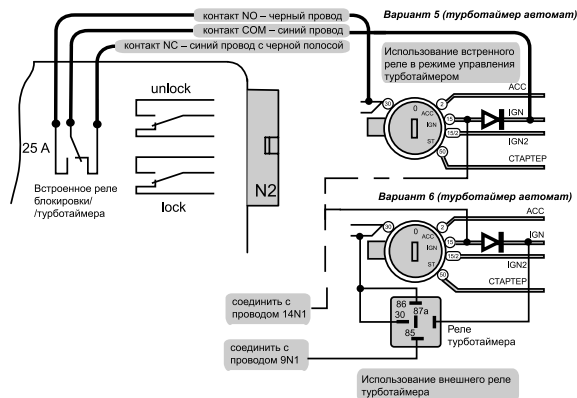 контакт NO – черный провод
контакт COM – синий провод
контакт NC – синий провод с черной полосой
Вариант 5 (турботаймер автомат)
Использование встренного
реле в режиме управления
турботаймером
unlock
lock
25 A
N2
Встроенное реле
блокировки/
/турботаймера
30
0
ACC
IGN
ST.
2
15
15/2
50
ACC
IGN
IGN2
СТАРТЕР
Вариант 6 (турботаймер автомат)
30
0
ACC
IGN
ST.
2
15
15/2
50
ACC
IGN
IGN2
СТАРТЕР
соединить с
проводом 14N1
86
87a
30
85
Реле
турботаймера
соединить с
проводом 9N1
Использование внешнего реле
турботаймера